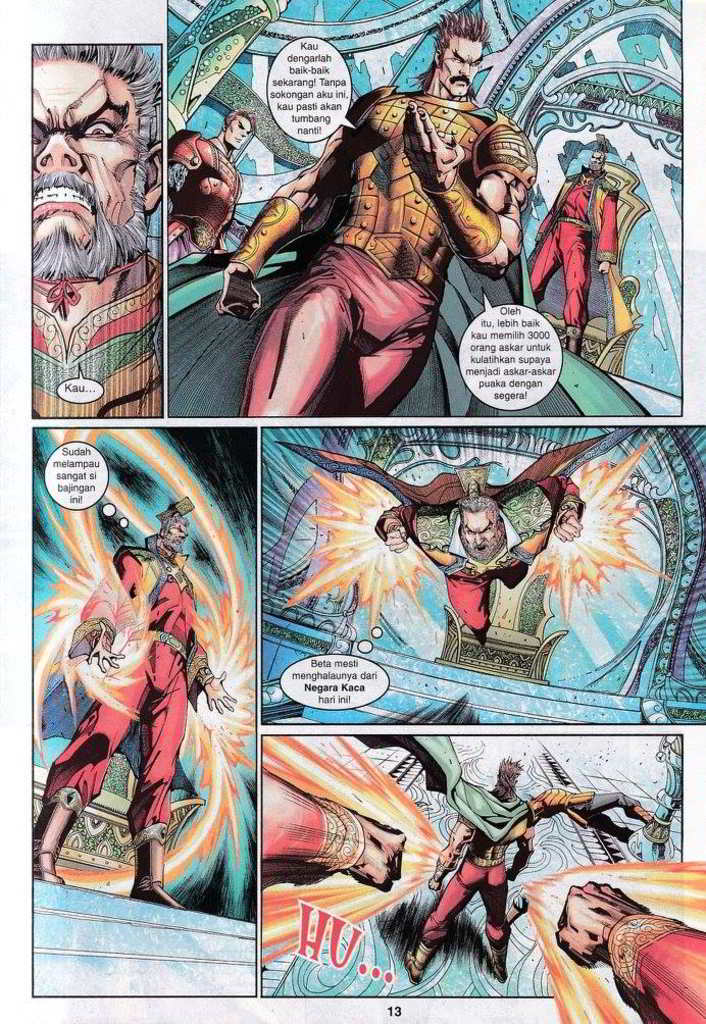 Kau…
Kau
dengarlah
baik-baik
sekarang! Tanpa
sokongan aku ini,
kau pasti akan
tumbang
nanti!
Oleh
itu, lebih baik
kau memilih 3000
orang askar untuk
kulatihkan supaya
menjadi askar-askar
puaka dengan
segera!
Sudah
melampau
sangat si
bajingan
ini!
Beta mesti
menghalaunya dari
Negara Kaca
hari ini!
HU...
13